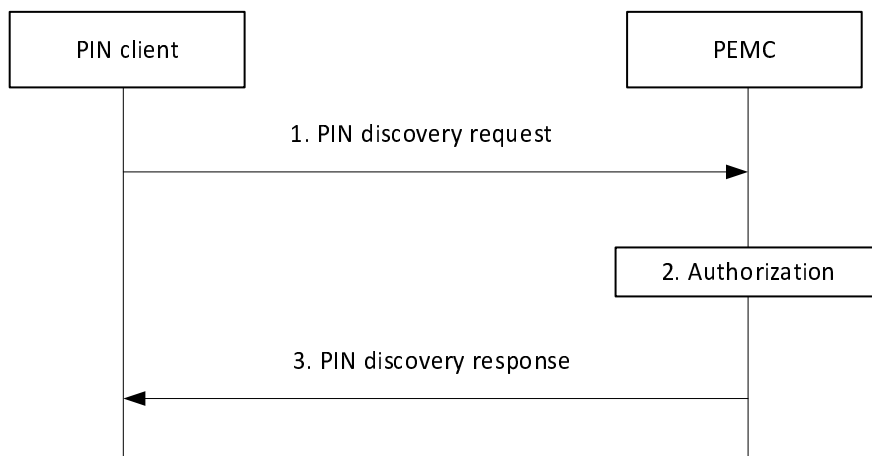 PIN client
PEMC
1. PIN discovery request
2. Authorization
3. PIN discovery response